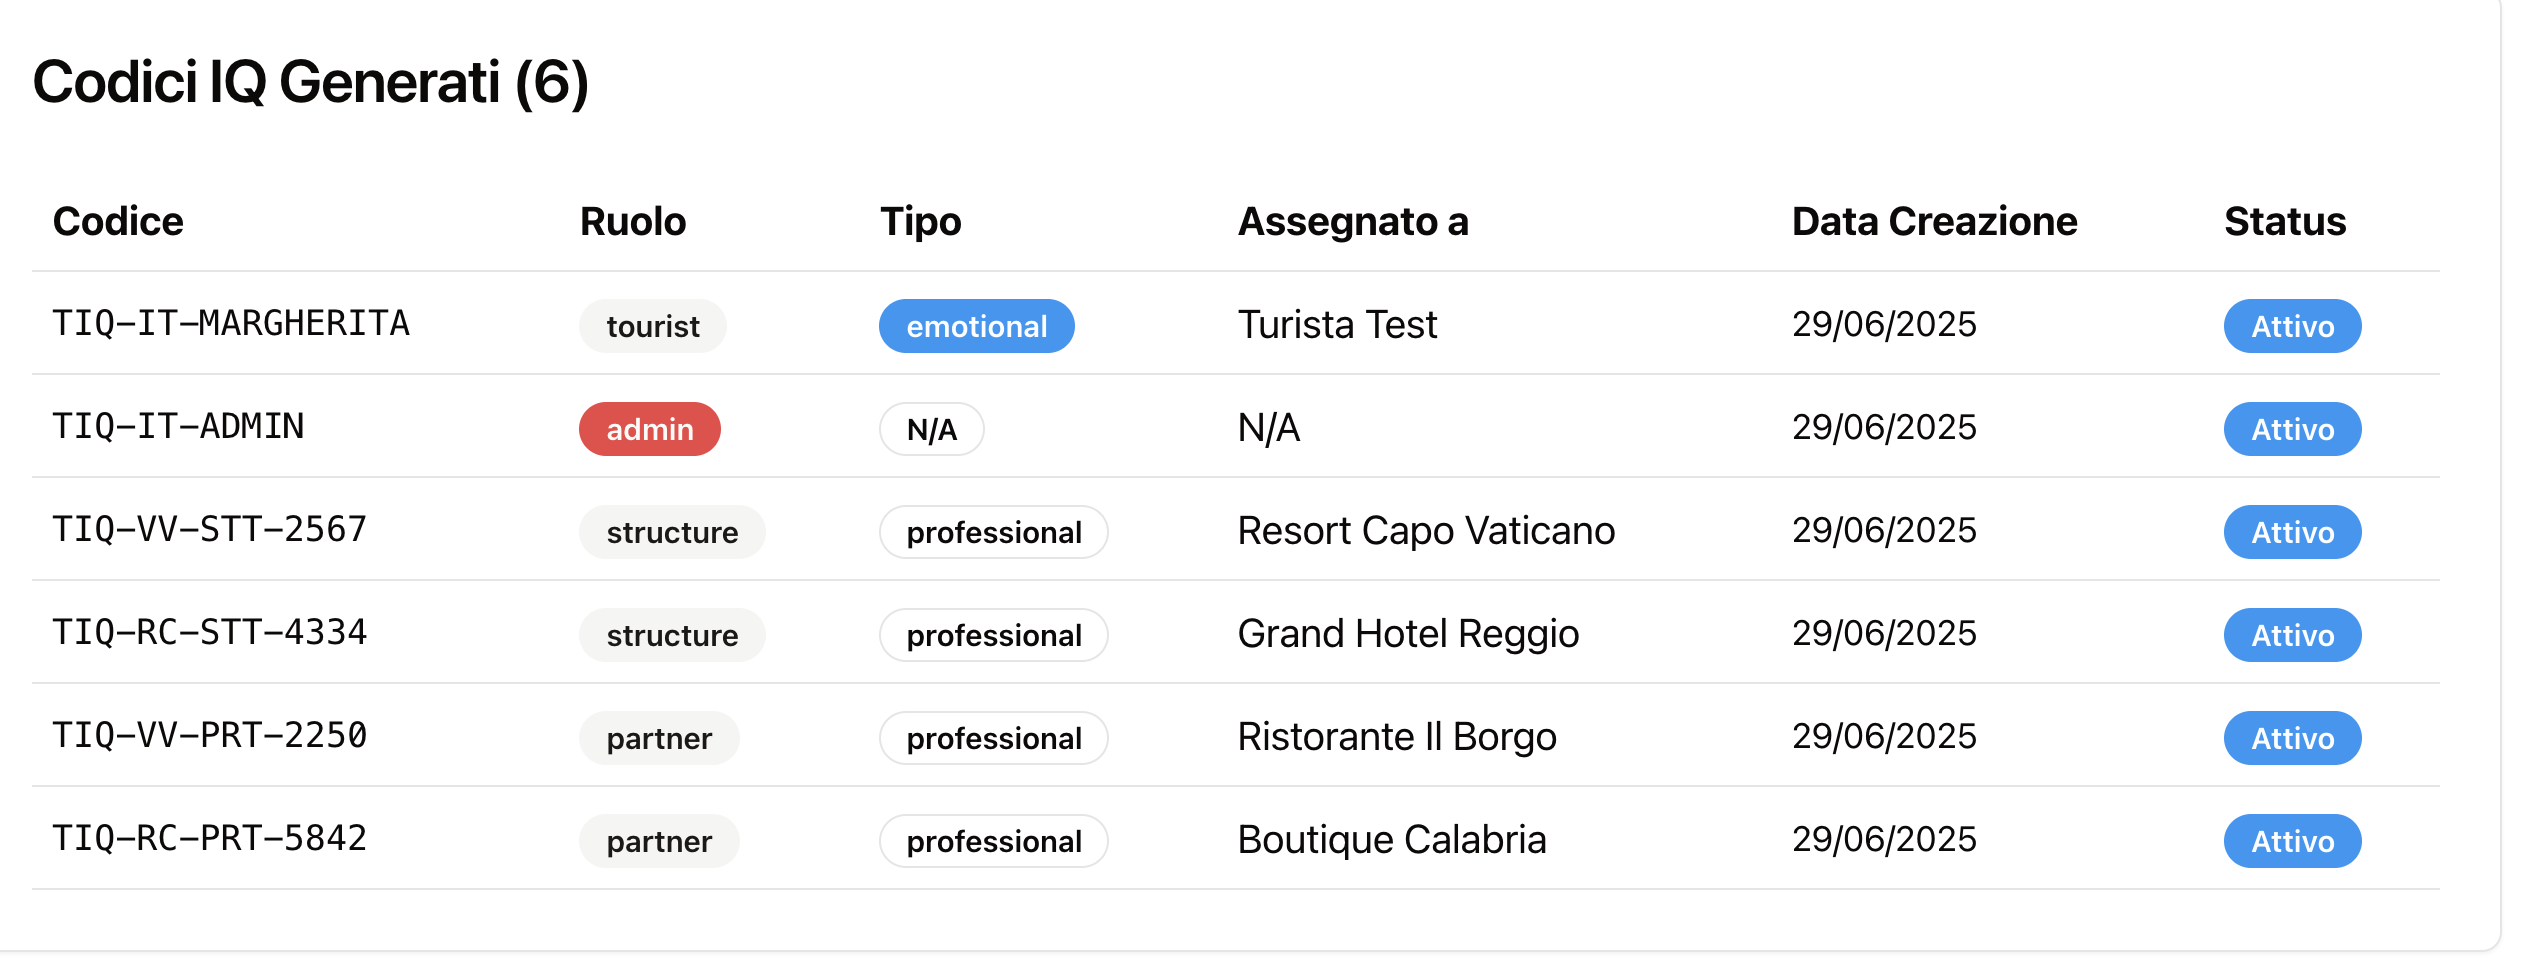 Codici IQ Generati (6)
Codice Ruolo Tipo Assegnato a Data Creazione Status
TIQ-IT-MARGHERITA tourist emotional Turista Test 29/06/2025 Attivo
TIQ-IT-ADMIN admin N/A N/A 29/06/2025 Attivo
TIQ-VV-STT-2567 structure professional Resort Capo Vaticano 29/06/2025 Attivo
TIQ-RC-STT-4334 structure professional Grand Hotel Reggio 29/06/2025 Attivo
TIQ-VV-PRT-2250 partner professional Ristorante Il Borgo 29/06/2025 Attivo
TIQ-RC-PRT-5842 partner professional Boutique Calabria 29/06/2025 Attivo